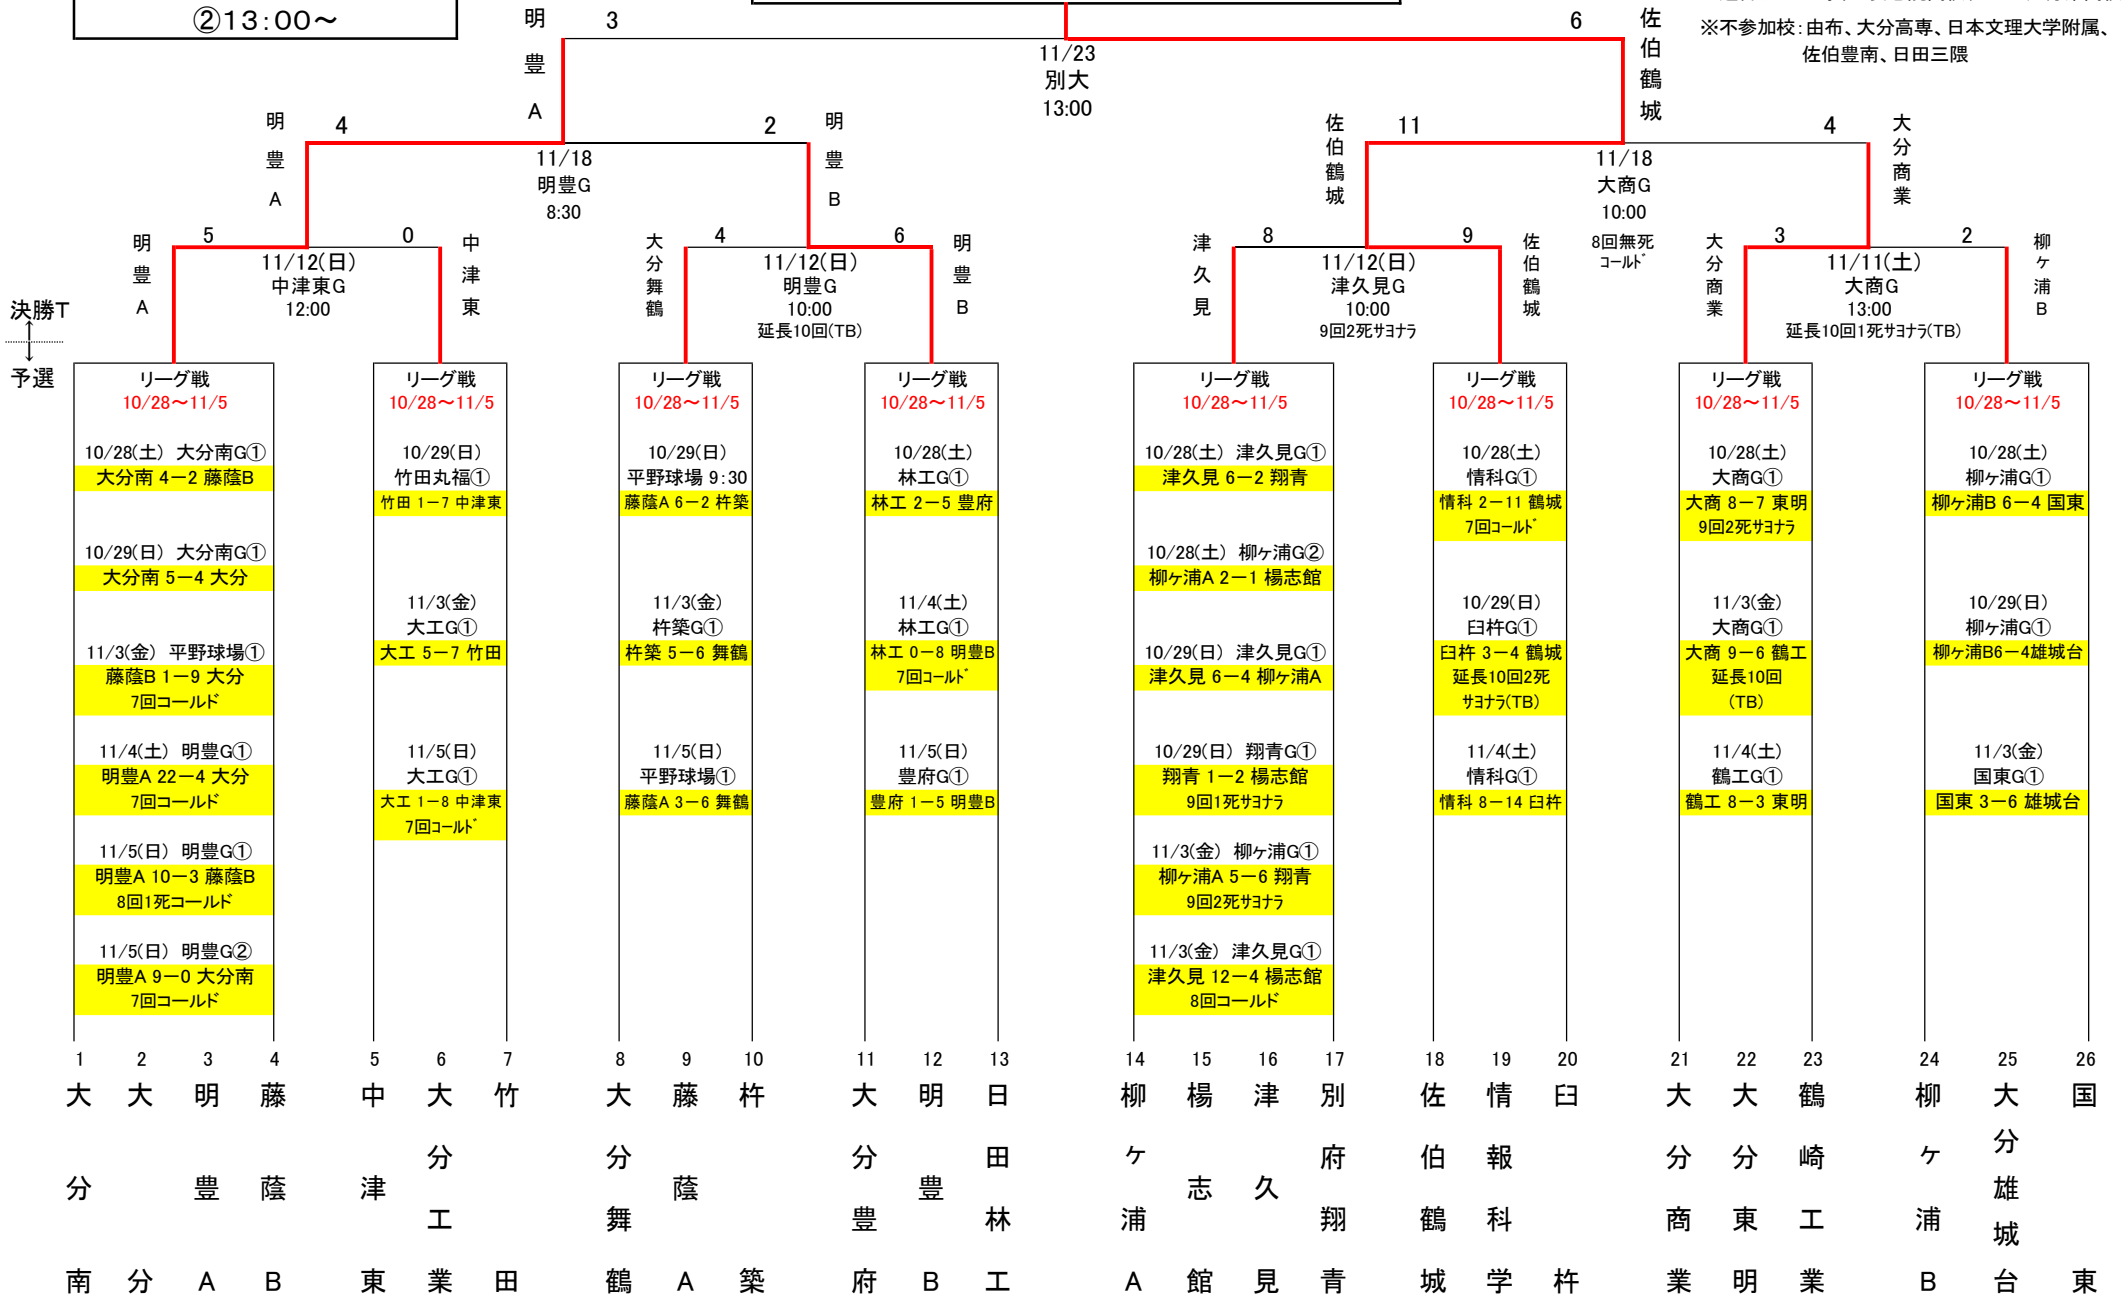 ②13:00～
※不参加校：由布、大分高専、日本文理大学附属、
佐伯豊南、日田三隈
明豊A
3
6
佐伯鶴城
11/23
別大
13:00
明豊A
4
2
明豊B
11/18
明豊G
8:30
佐伯鶴城
11
4
大分商業
11/18
大商G
10:00
8回無死
コールド
明豊A
5
0
中津東
11/12(日)
中津東G
12:00
大分舞鶴
4
6
明豊B
11/12(日)
明豊G
10:00
延長10回(TB)
津久見
8
9
佐伯鶴城
11/12(日)
津久見G
10:00
9回2死サヨナラ
大分商業
3
2
柳ヶ浦B
11/11(土)
大商G
13:00
延長10回1死サヨナラ(TB)
決勝T
予選
リーグ戦
10/28～11/5
10/28(土) 大分南G①
大分南 4－2 藤蔭B
10/29(日) 大分南G①
大分南 5－4 大分
11/3(金) 平野球場①
藤蔭B 1－9 大分
7回コールド
11/4(土) 明豊G①
明豊A 22－4 大分
7回コールド
11/5(日) 明豊G①
明豊A 10－3 藤蔭B
8回1死コールド
11/5(日) 明豊G②
明豊A 9－0 大分南
7回コールド
リーグ戦
10/28～11/5
10/29(日)
竹田丸福①
竹田 1－7 中津東
11/3(金)
大工G①
大工 5－7 竹田
11/5(日)
大工G①
大工 1－8 中津東
7回コールド
リーグ戦
10/28～11/5
10/29(日)
平野球場 9:30
藤蔭A 6－2 杵築
11/3(金)
杵築G①
杵築 5－6 舞鶴
11/5(日)
平野球場①
藤蔭A 3－6 舞鶴
リーグ戦
10/28～11/5
10/28(土)
林工G①
林工 2－5 豊府
11/4(土)
林工G①
林工 0－8 明豊B
7回コールド
11/5(日)
豊府G①
豊府 1－5 明豊B
リーグ戦
10/28～11/5
10/28(土) 津久見G①
津久見 6－2 翔青
10/28(土) 柳ヶ浦G②
柳ヶ浦A 2－1 楊志館
10/29(日) 津久見G①
津久見 6－4 柳ヶ浦A
10/29(日) 翔青G①
翔青 1－2 楊志館
9回1死サヨナラ
11/3(金) 柳ヶ浦G①
柳ヶ浦A 5－6 翔青
9回2死サヨナラ
11/3(金) 津久見G①
津久見 12－4 楊志館
8回コールド
リーグ戦
10/28～11/5
10/28(土)
情科G①
情科 2－11 鶴城
7回コールド
10/29(日)
臼杵G①
臼杵 3－4 鶴城
延長10回2死
サヨナラ(TB)
11/4(土)
情科G①
情科 8－14 臼杵
リーグ戦
10/28～11/5
10/28(土)
大商G①
大商 8－7 東明
9回2死サヨナラ
11/3(金)
大商G①
大商 9－6 鶴工
延長10回
(TB)
11/4(土)
鶴工G①
鶴工 8－3 東明
リーグ戦
10/28～11/5
10/28(土)
柳ヶ浦G①
柳ヶ浦B 6－4 国東
10/29(日)
柳ヶ浦G①
柳ヶ浦B6－4雄城台
11/3(金)
国東G①
国東 3－6 雄城台
1 2 3 4 5 6 7 8 9 10 11 12 13 14 15 16 17 18 19 20 21 22 23 24 25 26
大分南
大分
明豊A
藤蔭B
中津東
大分工業
竹田
大分舞鶴
藤蔭A
杵築
大分豊府
明豊B
日田林工
柳ヶ浦A
楊志館
津久見
別府翔青
佐伯鶴城
情報科学
臼杵
大分商業
大分東明
鶴崎工業
柳ヶ浦B
大分雄城台
国東